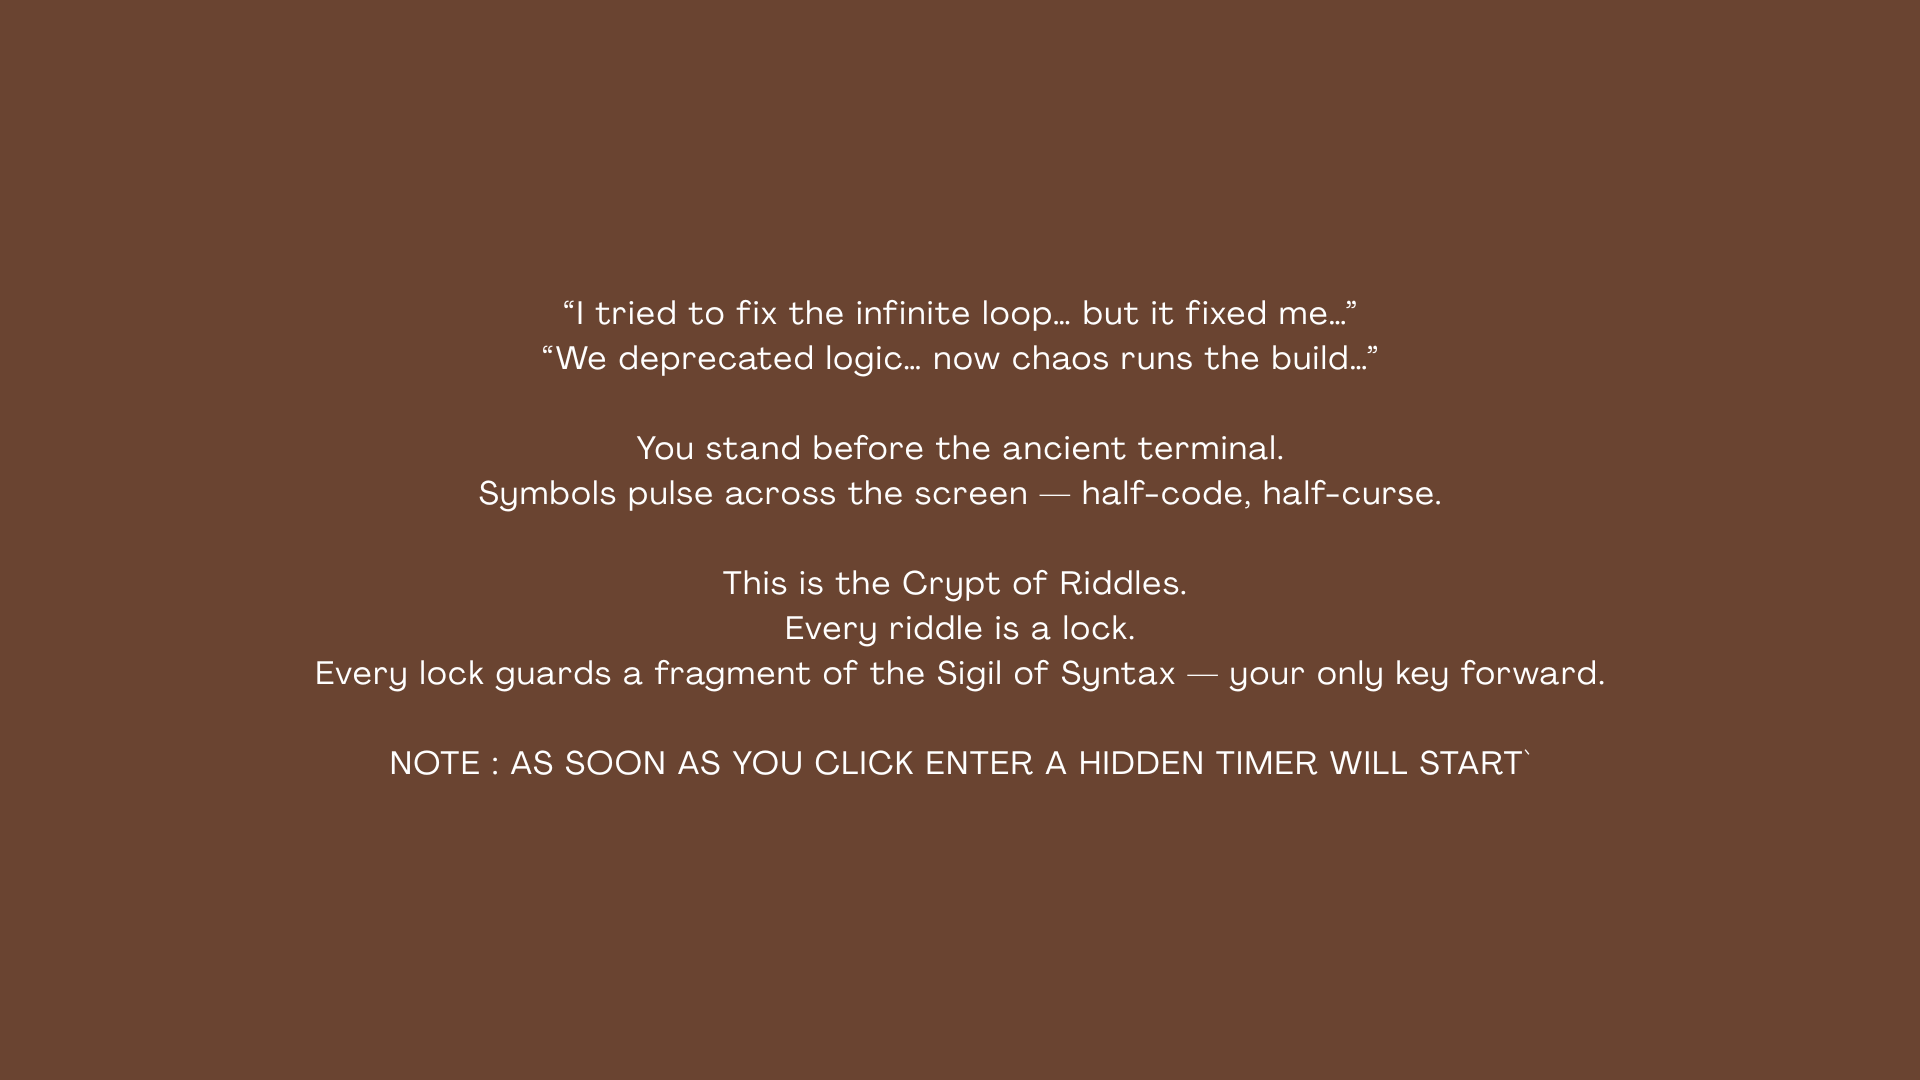 “I tried to fix the infinite loop… but it fixed me…”
“We deprecated logic… now chaos runs the build…”
You stand before the ancient terminal.
Symbols pulse across the screen — half-code, half-curse.
This is the Crypt of Riddles.
Every riddle is a lock.
Every lock guards a fragment of the Sigil of Syntax — your only key forward.
NOTE : AS SOON AS YOU CLICK ENTER A HIDDEN TIMER WILL START`